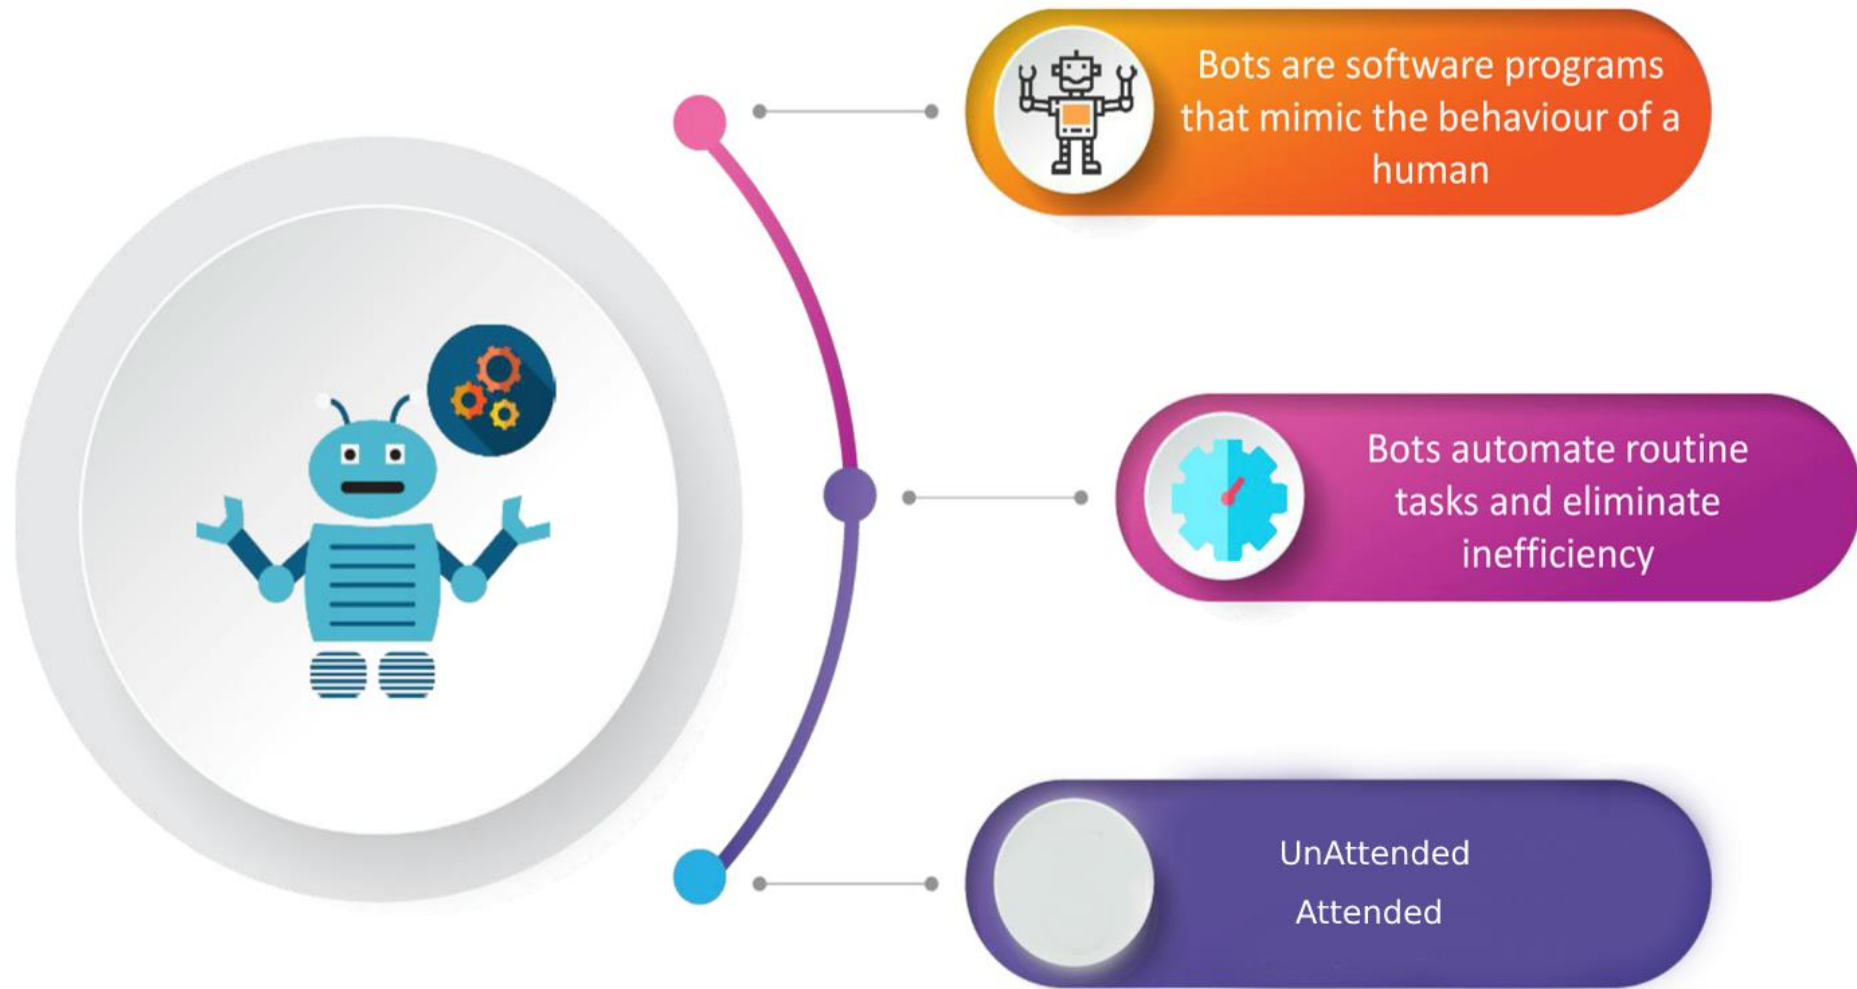 Bots are software programs
that mimic the behaviour of a
human
Bots automate routine
tasks and eliminate
inefficiency
UnAttended
Attended